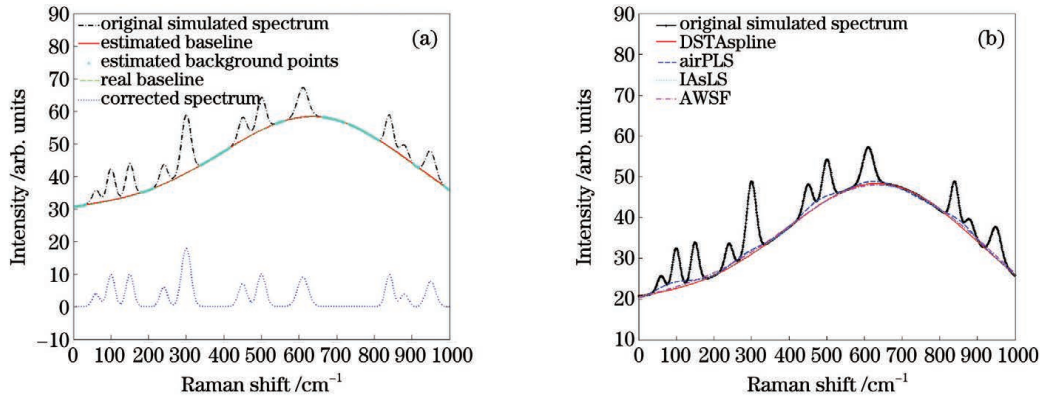 90
80
70
60
50
40
30
20
10
0
−10
Intensity /arb. units
original simulated spectrum
estimated baseline
estimated background points
real baseline
corrected spectrum
(a)
0 100 200 300 400 500 600 700 800 900 1000
Raman shift /cm⁻¹
90
80
70
60
50
40
30
20
10
Intensity /arb. units
original simulated spectrum
DSTAspline
airPLS
IAsLS
AWSF
(b)
0 100 200 300 400 500 600 700 800 900 1000
Raman shift /cm⁻¹